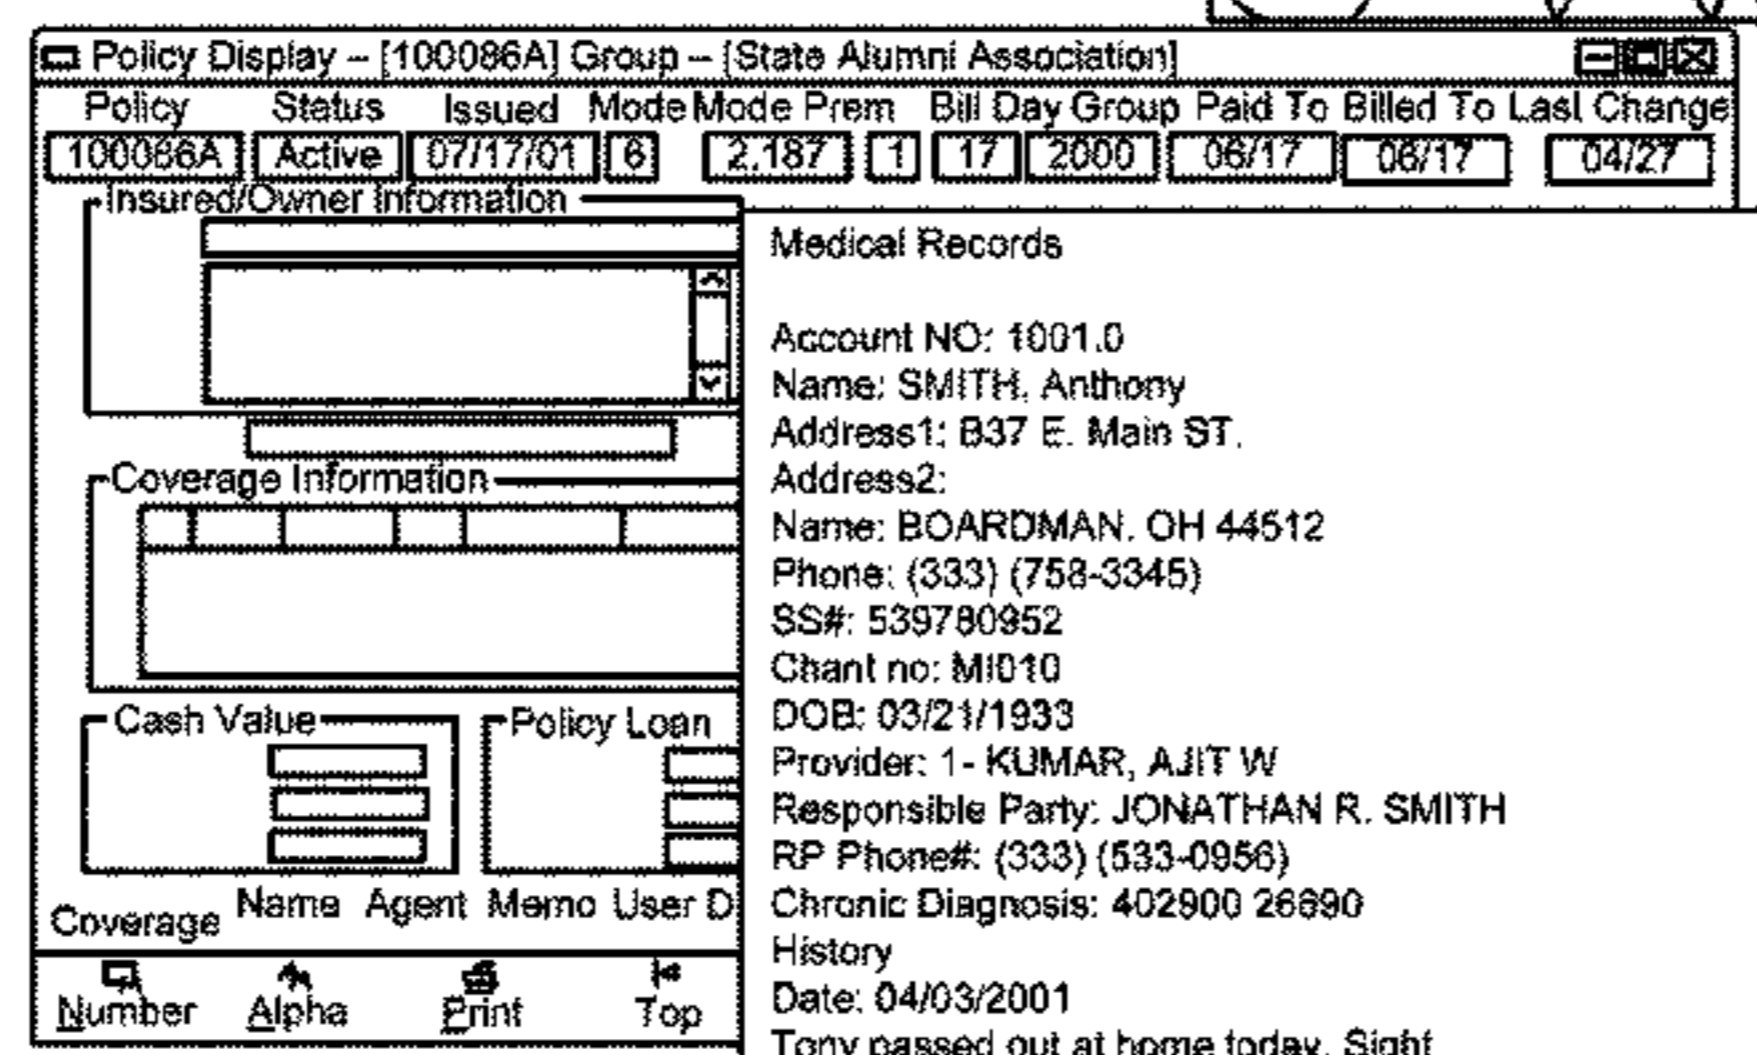 Policy Display – [100086A] Group – [State Alumni Association]
Policy Status Issued Mode Mode Prem Bill Day Group Paid To Billed To Last Change
100086A Active 07/17/01 6 2,187 1 17 2000 06/17 06/17 04/27
Insured/Owner Information
Coverage Information
Cash Value Policy Loan
Coverage Name Agent Memo User D
Number Alpha Print Top
Medical Records
Account NO: 1001.0
Name: SMITH, Anthony
Address1: 837 E. Main ST.
Address2:
Name: BOARDMAN. OH 44512
Phone: (333) (758-3345)
SS#: 539780952
Chant no: MI010
DOB: 03/21/1933
Provider: 1- KUMAR, AJIT W
Responsible Party: JONATHAN R. SMITH
RP Phone#: (333) (533-0956)
Chronic Diagnosis: 402900 26690
History
Date: 04/03/2001
Tony passed out at home today. Sight